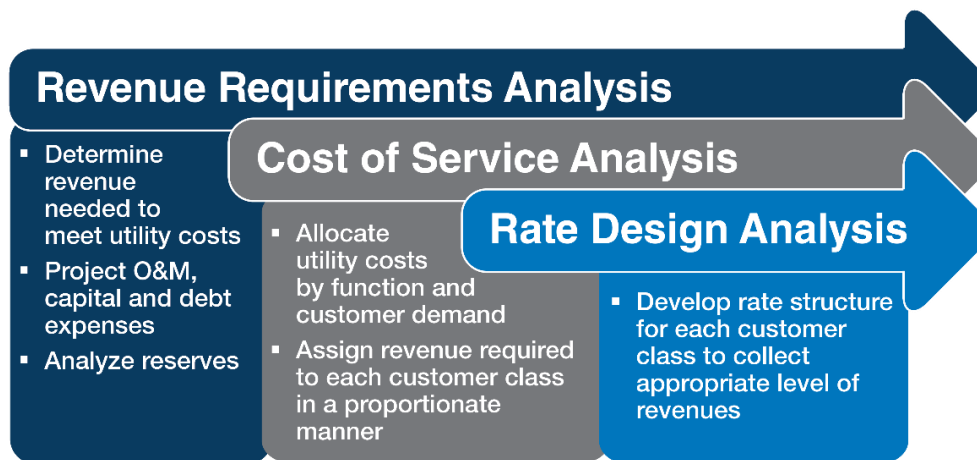 Revenue Requirements Analysis
▪ Determine
revenue
needed to
meet utility costs
▪ Project O&M,
capital and debt
expenses
▪ Analyze reserves
Cost of Service Analysis
▪ Allocate
utility costs
by function and
customer demand
▪ Assign revenue required
to each customer class
in a proportionate
manner
Rate Design Analysis
▪ Develop rate structure
for each customer
class to collect
appropriate level of
revenues